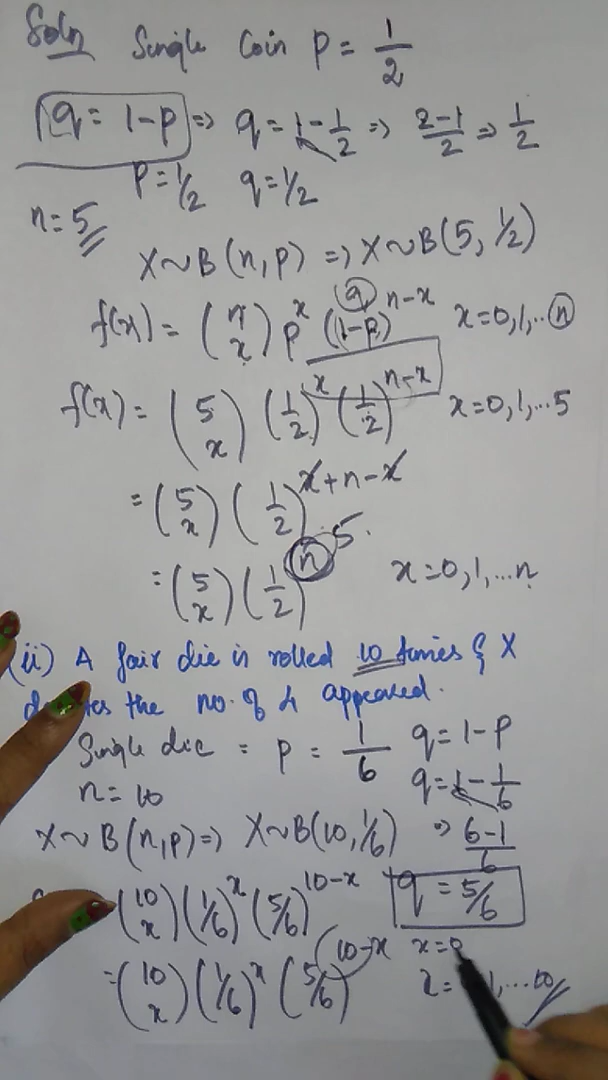 Soln Single Coin p = 1/2
q = 1-p => q = 1 - 1/2 => 2-1/2 => 1/2
P = 1/2 q = 1/2
n = 5
X ~ B(n,p) => X ~ B(5, 1/2)
f(x) = (n x) p^x (1-p)^n-x q x = 0,1,..n
f(x) = (5 x) (1/2)^x (1/2)^n-x x = 0,1,...5
= (5 x) (1/2)^x+n-x
= (5 x) (1/2)^n 5. x = 0,1,...n
(ii) A fair die is rolled 10 times & X
the no. of 4 appeared.
Single die = p = 1/6 q = 1-p
n = 10 q = 1 - 1/6
X ~ B(n,p) => X ~ B(10, 1/6) => 6-1/6
(10 x) (1/6)^x (5/6)^10-x q = 5/6
= (10 x) (1/6)^x (5/6)^10-x x = 0
x = 1,...10